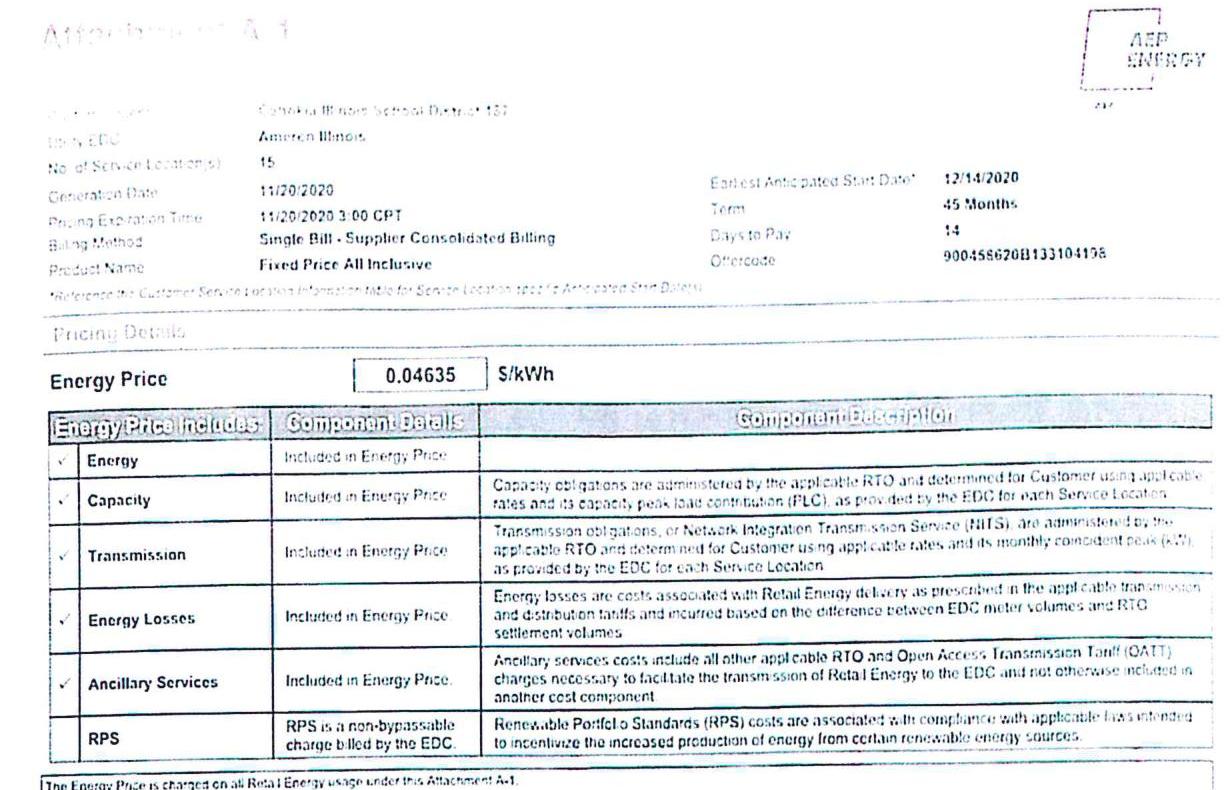 Attachment A-1
AEP
ENERGY
Cahokia Illinois School District 187
Utility EDC Ameren Illinois
No. of Service Location(s) 15
Generation Date 11/20/2020
Earliest Anticipated Start Date* 12/14/2020
Pricing Expiration Time 11/20/2020 3:00 CPT
Term 45 Months
Billing Method Single Bill - Supplier Consolidated Billing
Days to Pay 14
Product Name Fixed Price All Inclusive
Offercode 900458620B133104198
*Reference the Customer Service Location Information table for Service Location specific Anticipated Start Date(s)
Pricing Details
Energy Price 0.04635 $/kWh
Energy Price Includes Component Details Component Description
✓ Energy Included in Energy Price
✓ Capacity Included in Energy Price
Capacity obligations are administered by the applicable RTO and determined for Customer using applicable
rates and its capacity peak load contribution (PLC), as provided by the EDC for each Service Location
✓ Transmission Included in Energy Price
Transmission obligations, or Network Integration Transmission Service (NITS), are administered by the
applicable RTO and determined for Customer using applicable rates and its monthly coincident peak (kW),
as provided by the EDC for each Service Location
✓ Energy Losses Included in Energy Price
Energy losses are costs associated with Retail Energy delivery as prescribed in the applicable transmission
and distribution tariffs and incurred based on the difference between EDC meter volumes and RTO
settlement volumes
✓ Ancillary Services Included in Energy Price.
Ancillary services costs include all other applicable RTO and Open Access Transmission Tariff (OATT)
charges necessary to facilitate the transmission of Retail Energy to the EDC and not otherwise included in
another cost component
RPS
RPS is a non-bypassable
charge billed by the EDC.
Renewable Portfolio Standards (RPS) costs are associated with compliance with applicable laws intended
to incentivize the increased production of energy from certain renewable energy sources.
The Energy Price is charged on all Retail Energy usage under this Attachment A-1.